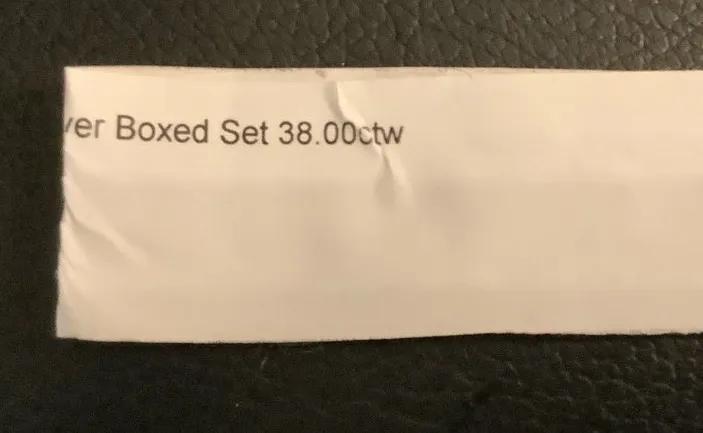 ver Boxed Set 38.00ctw